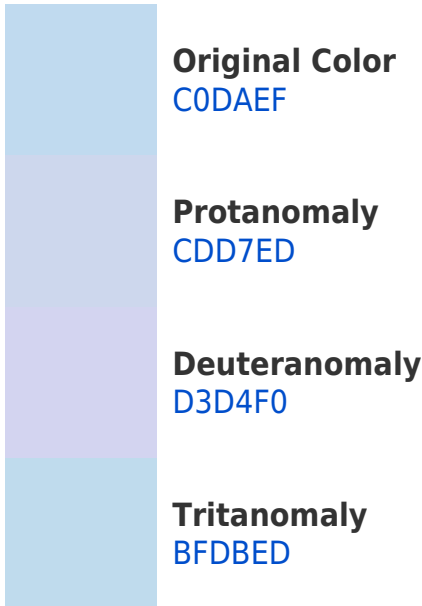 Original Color
C0DAEF
Protanomaly
CDD7ED
Deuteranomaly
D3D4F0
Tritanomaly
BFDBED